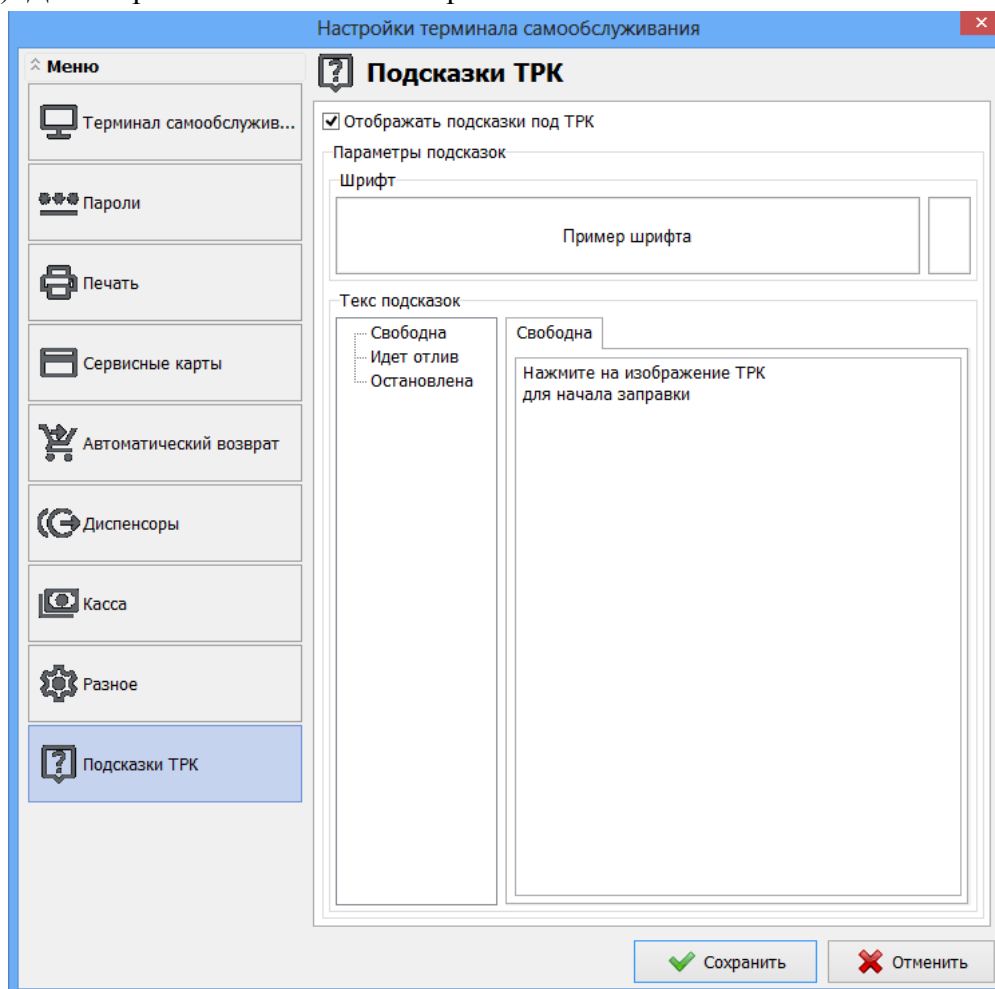 Настройки терминала самообслуживания
Меню
Терминал самообслужив...
Пароли
Печать
Сервисные карты
Автоматический возврат
Диспенсоры
Касса
Разное
Подсказки ТРК
Подсказки ТРК
Отображать подсказки под ТРК
Параметры подсказок
Шрифт
Пример шрифта
Текс подсказок
Свободна
Идет отлив
Остановлена
Свободна
Нажмите на изображение ТРК
для начала заправки
Сохранить
Отменить